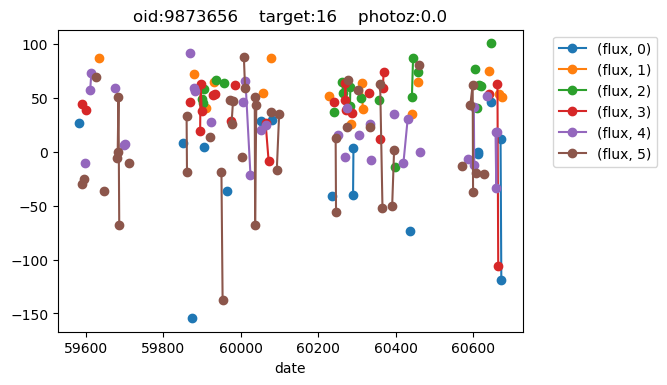 oid:9873656    target:16    photoz:0.0
100
50
0
−50
−100
−150
59600
59800
60000
60200
60400
60600
date
(flux, 0)
(flux, 1)
(flux, 2)
(flux, 3)
(flux, 4)
(flux, 5)